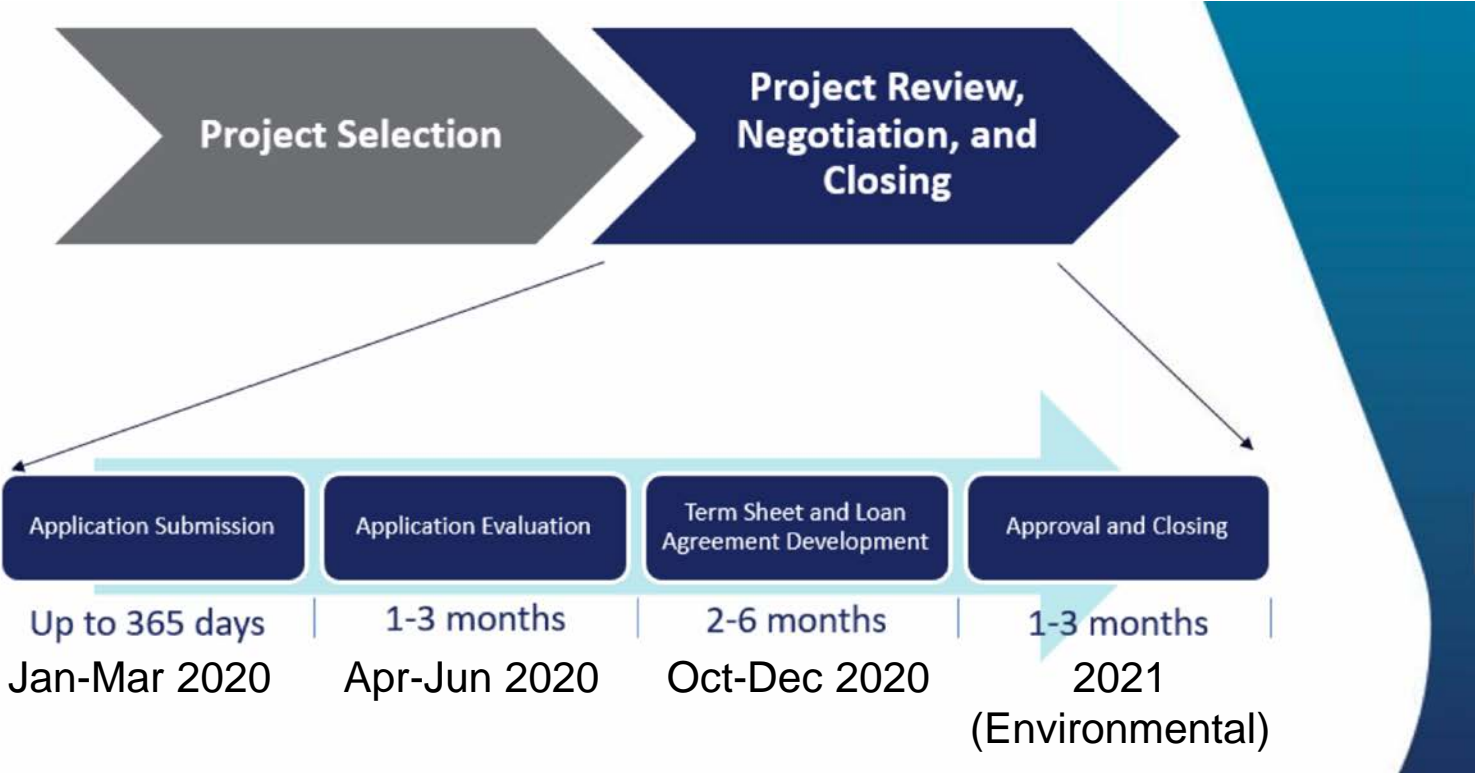 Project Selection
Project Review,
Negotiation, and
Closing
Application Submission
Application Evaluation
Term Sheet and Loan
Agreement Development
Approval and Closing
Up to 365 days
1-3 months
2-6 months
1-3 months
Jan-Mar 2020
Apr-Jun 2020
Oct-Dec 2020
2021
(Environmental)